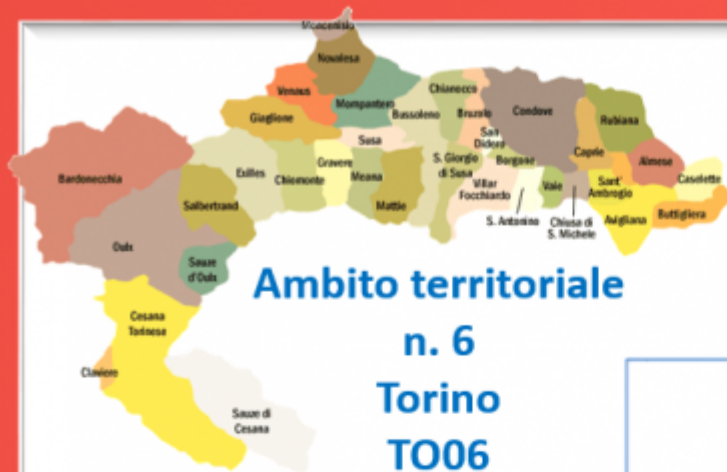 Moncenisio
Novalesa
Venaus
Mompantero
Giaglione
Susa
Bussoleno
Chianocco
Bruzolo
San
Didero
Condove
Rubiana
Caprie
Almese
Caselette
Bardonecchia
Exilles
Chiomonte
Gravere
Meana
Mattie
S. Giorgio
di Susa
Borgone
Villar
Focchiardo
Vaie
S. Antonino
Chiusa di
S. Michele
Sant'
Ambrogio
Avigliana
Buttigliera
Salbertrand
Oulx
Sauze
d'Oulx
Cesana
Torinese
Claviere
Sauze di
Cesana
Ambito territoriale
n. 6
Torino
TO06